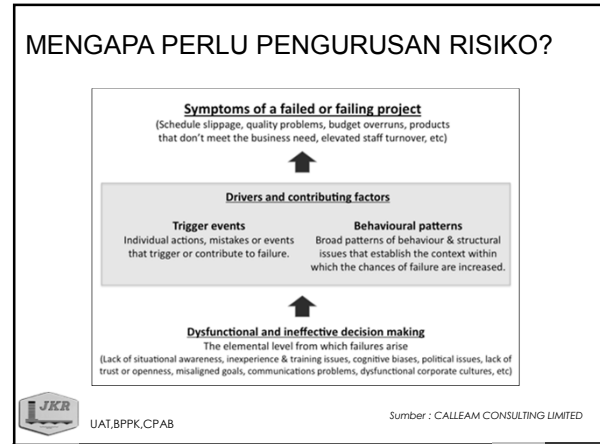 MENGAPA PERLU PENGURUSAN RISIKO?
Symptoms of a failed or failing project
(Schedule slippage, quality problems, budget overruns, products
that don't meet the business need, elevated staff turnover, etc)
Drivers and contributing factors
Trigger events
Individual actions, mistakes or events
that trigger or contribute to failure.
Behavioural patterns
Broad patterns of behaviour & structural
issues that establish the context within
which the chances of failure are increased.
Dysfunctional and ineffective decision making
The elemental level from which failures arise
(Lack of situational awareness, inexperience & training issues, cognitive biases, political issues, lack of
trust or openness, misaligned goals, communications problems, dysfunctional corporate cultures, etc)
JKR
UAT,BPPK,CPAB
Sumber : CALLEAM CONSULTING LIMITED